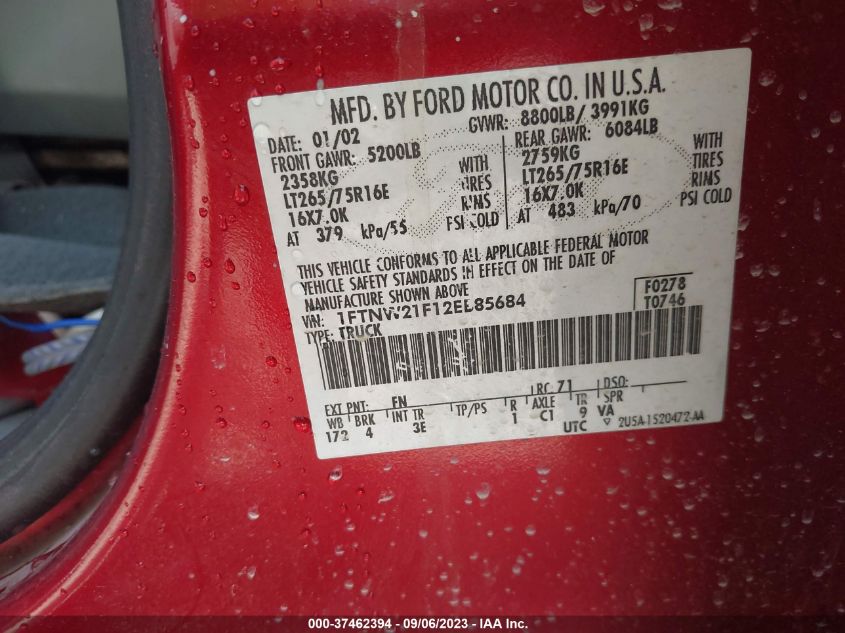 MFD. BY FORD MOTOR CO. IN U.S.A.
DATE: 01/02 GVWR: 8800LB/ 3991KG
FRONT GAWR: 5200LB REAR GAWR: 6084LB
2358KG WITH 2759KG WITH
LT265/75R16E TIRES LT265/75R16E TIRES
16X7.0K RIMS 16X7.0K RIMS
AT 379 kPa/55 PSI COLD AT 483 kPa/70 PSI COLD
THIS VEHICLE CONFORMS TO ALL APPLICABLE FEDERAL MOTOR
VEHICLE SAFETY STANDARDS IN EFFECT ON THE DATE OF
MANUFACTURE SHOWN ABOVE
VIN: 1FTNW21F12EB85684 F0278
TYPE: TRUCK T0746
EXT PNT: FN RC: 71 DSO:
WB BRK INT TR TP/PS R AXLE TR SPR
172 4 3E 1 C1 9 VA
UTC 2U5A-1520472-AA
000-37462394 - 09/06/2023 - 1IS1NC.